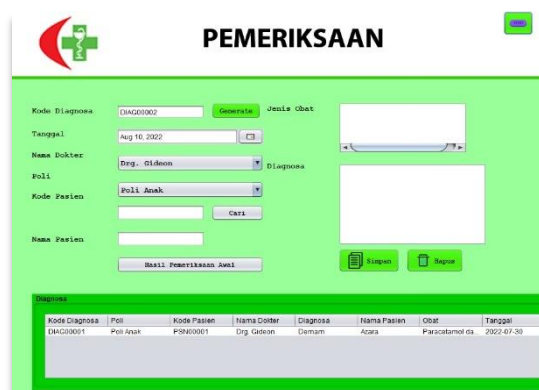 PEMERIKSAAN
Kode Diagnosa DIAG00002 Generate Jenis Obat
Tanggal Aug 10, 2022
Nama Dokter Drg. Gideon Diagnosa
Poli Poli Anak
Kode Pasien Cari
Nama Pasien
Hasil Pemeriksaan Awal Simpan Hapus
Diagnosa
Kode Diagnosa Poli Kode Pasien Nama Dokter Diagnosa Nama Pasien Obat Tanggal
DIAG00001 Poli Anak PSN00001 Drg. Gideon Demam Azara Paracetamol da... 2022-07-30